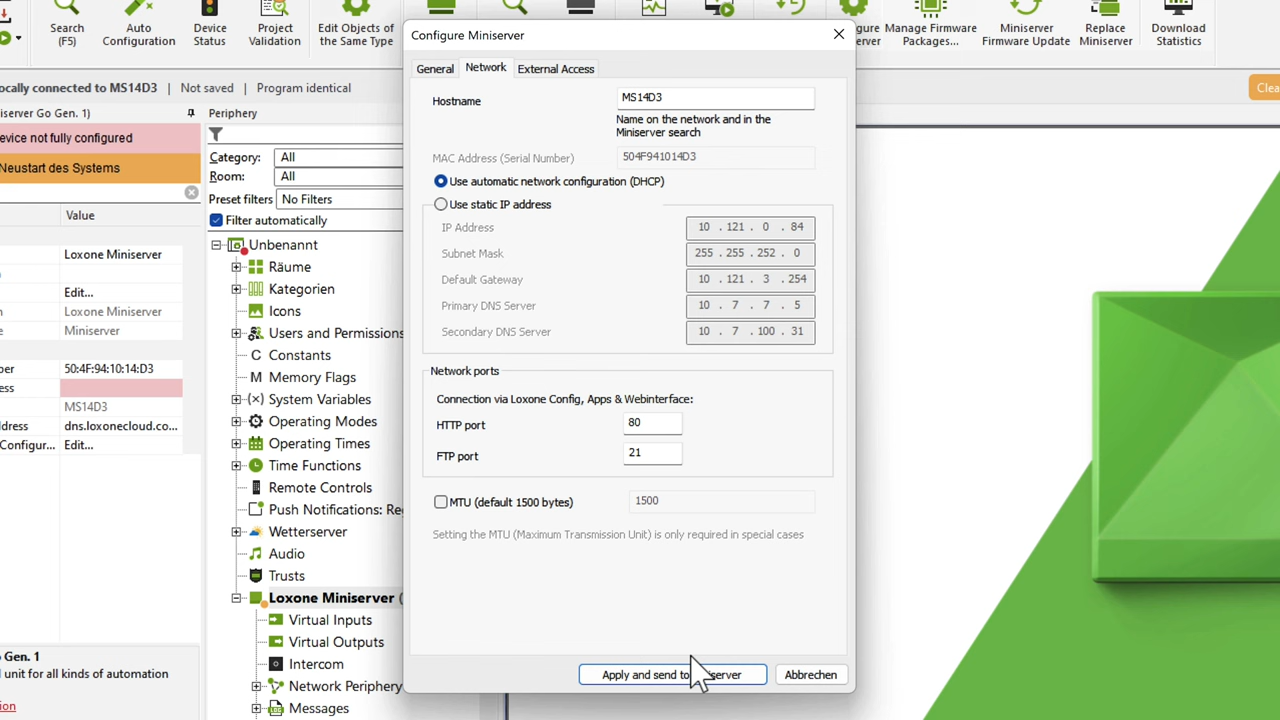 Search
(F5)
Auto
Configuration
Device
Status
Project
Validation
Edit Objects of
the Same Type
Manage Firmware
Packages...
Miniserver
Firmware Update
Replace
Miniserver
Download
Statistics
ocally connected to MS14D3 | Not saved | Program identical
Clea
niserver Go Gen. 1)
evice not fully configured
Neustart des Systems
Value
Loxone Miniserver
Edit...
Loxone Miniserver
Miniserver
50:4F:94:10:14:D3
MS14D3
dress dns.loxonecloud.co...
Configur... Edit...
Gen. 1
d unit for all kinds of automation
ion
Periphery
Category: All
Room: All
Preset filters No Filters
Filter automatically
Unbenannt
Räume
Kategorien
Icons
Users and Permissions
C Constants
M Memory Flags
(×) System Variables
Operating Modes
Operating Times
Time Functions
Remote Controls
Push Notifications: Re
Wetterserver
Audio
Trusts
Loxone Miniserver (
Virtual Inputs
Virtual Outputs
Intercom
Network Periphery
Messages
Configure Miniserver
General Network External Access
Hostname MS14D3
Name on the network and in the
Miniserver search
MAC Address (Serial Number) 504F941014D3
Use automatic network configuration (DHCP)
Use static IP address
IP Address 10 . 121 . 0 . 84
Subnet Mask 255 . 255 . 252 . 0
Default Gateway 10 . 121 . 3 . 254
Primary DNS Server 10 . 7 . 7 . 5
Secondary DNS Server 10 . 7 . 100 . 31
Network ports
Connection via Loxone Config, Apps & Webinterface:
HTTP port 80
FTP port 21
MTU (default 1500 bytes) 1500
Setting the MTU (Maximum Transmission Unit) is only required in special cases
Apply and send to server
Abbrechen